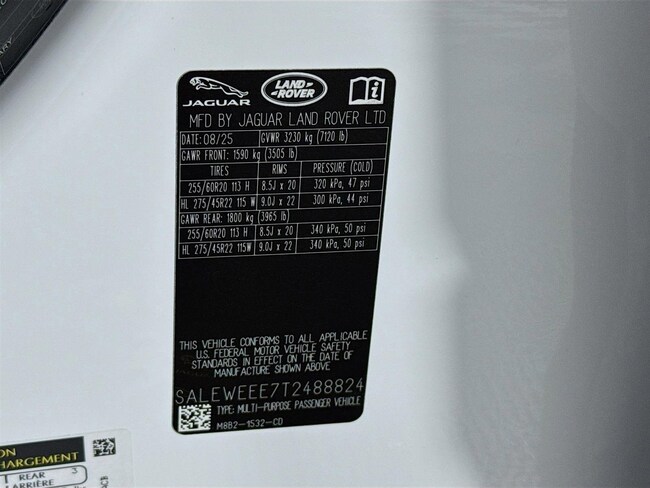 JAGUAR
LAND ROVER
MFD BY JAGUAR LAND ROVER LTD
DATE: 08/25 GVWR 3230 kg (7120 lb)
GAWR FRONT: 1590 kg (3505 lb)
TIRES RIMS PRESSURE (COLD)
255/60R20 113 H 8.5J x 20 320 kPa, 47 psi
HL 275/45R22 115 W 9.0J x 22 300 kPa, 44 psi
GAWR REAR: 1800 kg (3965 lb)
255/60R20 113 H 8.5J x 20 340 kPa, 50 psi
HL 275/45R22 115W 9.0J x 22 340 kPa, 50 psi
THIS VEHICLE CONFORMS TO ALL APPLICABLE
U.S. FEDERAL MOTOR VEHICLE SAFETY
STANDARDS IN EFFECT ON THE DATE OF
MANUFACTURE SHOWN ABOVE
SALEWEEE7T2488824
TYPE: MULTI-PURPOSE PASSENGER VEHICLE
M8B2-1532-CD
ON
HARGEMENT
T REAR 3
ARRIÈRE